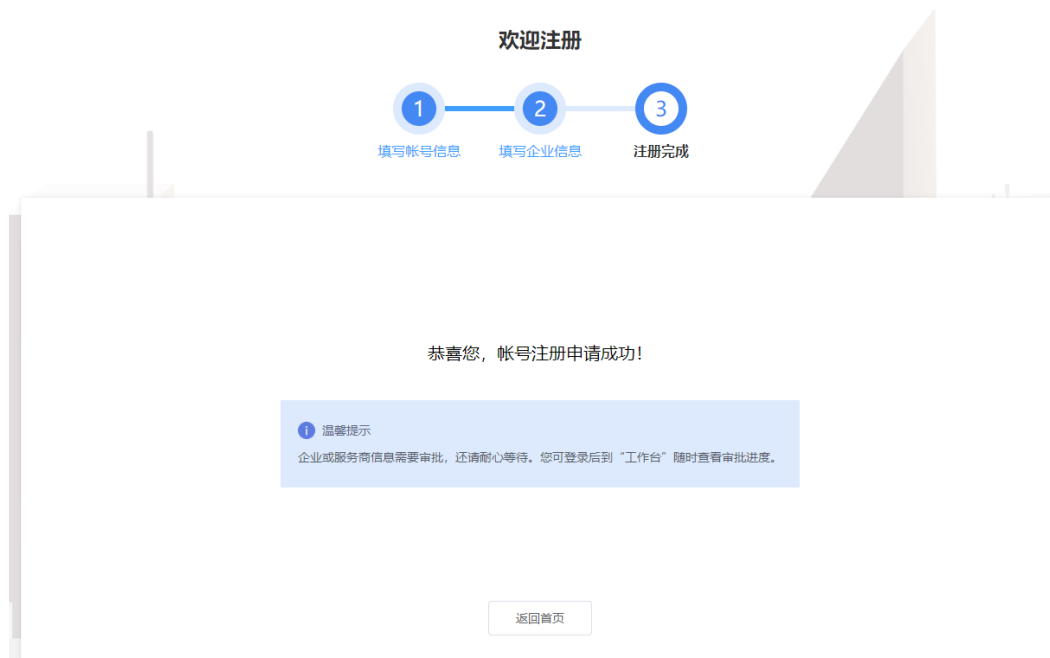 欢迎注册
1
2
3
填写帐号信息
填写企业信息
注册完成
恭喜您，帐号注册申请成功！
温馨提示
企业或服务商信息需要审批，还请耐心等待。您可登录后到“工作台”随时查看审批进度。
返回首页